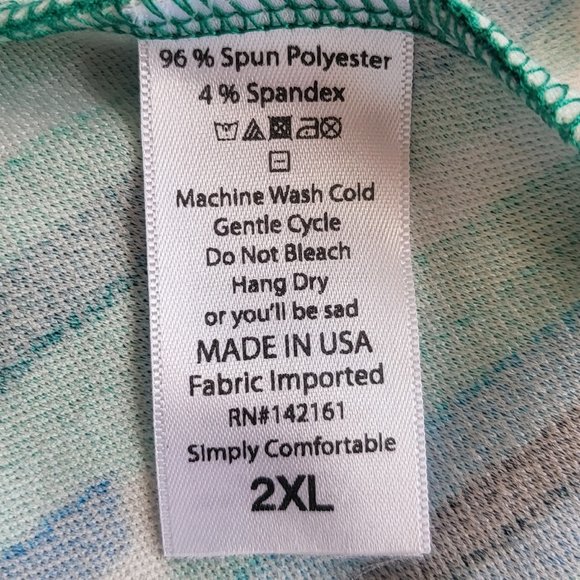 96 % Spun Polyester
4 % Spandex
Machine Wash Cold
Gentle Cycle
Do Not Bleach
Hang Dry
or you'll be sad
MADE IN USA
Fabric Imported
RN#142161
Simply Comfortable
2XL